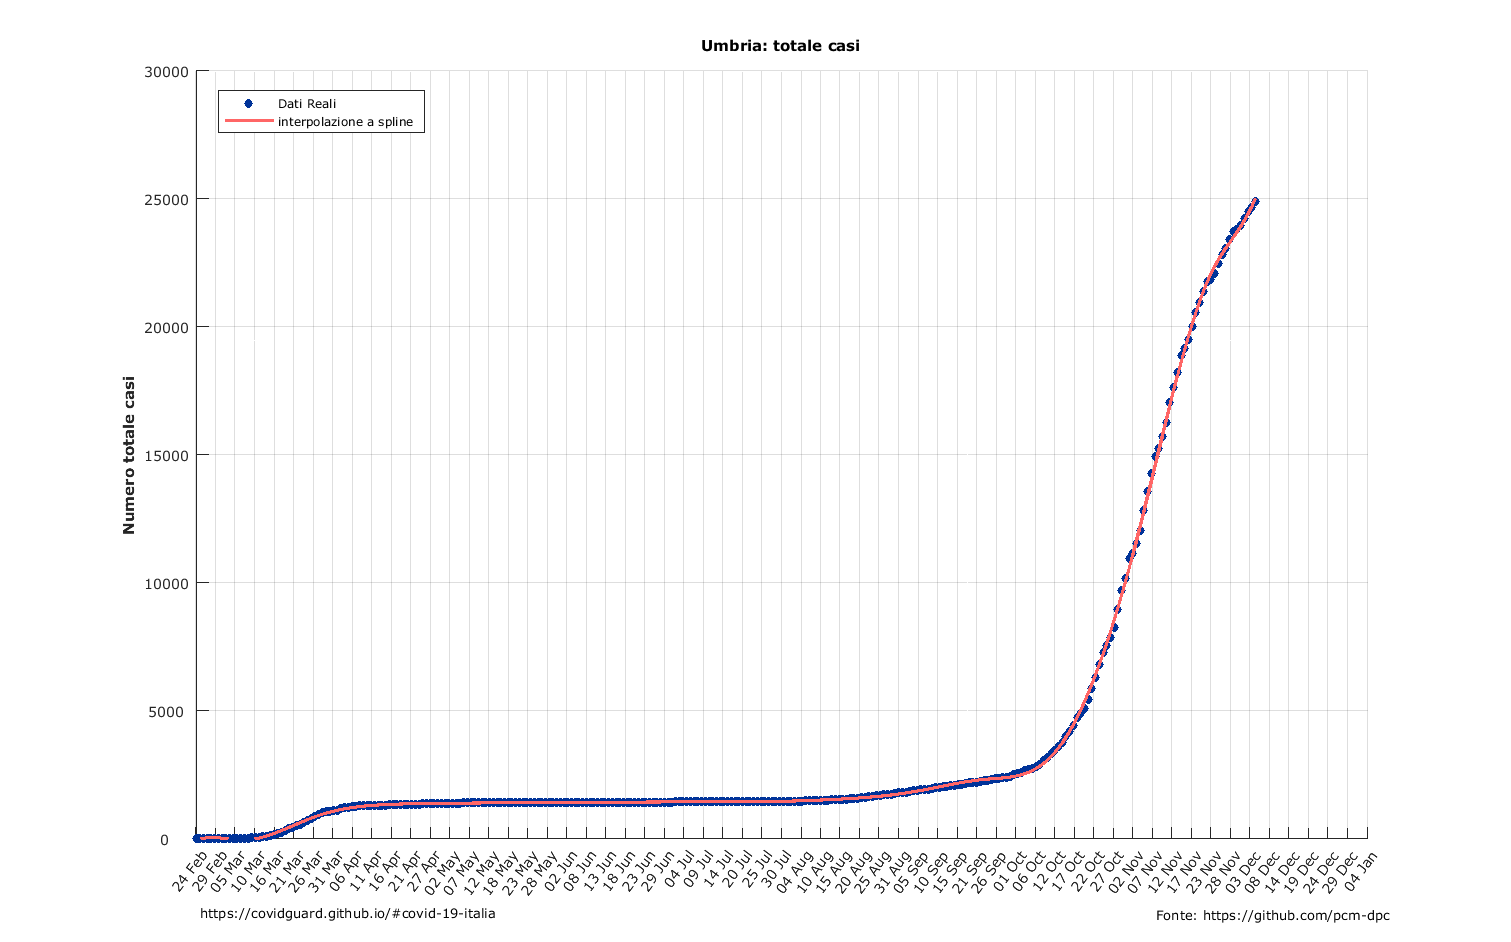 Umbria: totale casi
30000
25000
20000
15000
10000
5000
0
Numero totale casi
Dati Reali
interpolazione a spline
24 Feb
29 Feb
05 Mar
10 Mar
16 Mar
21 Mar
26 Mar
31 Mar
06 Apr
11 Apr
16 Apr
21 Apr
27 Apr
02 May
07 May
12 May
18 May
23 May
28 May
02 Jun
08 Jun
13 Jun
18 Jun
23 Jun
29 Jun
04 Jul
09 Jul
14 Jul
20 Jul
25 Jul
30 Jul
04 Aug
10 Aug
15 Aug
20 Aug
25 Aug
31 Aug
05 Sep
10 Sep
15 Sep
21 Sep
26 Sep
01 Oct
06 Oct
12 Oct
17 Oct
22 Oct
27 Oct
02 Nov
07 Nov
12 Nov
17 Nov
23 Nov
28 Nov
03 Dec
08 Dec
14 Dec
19 Dec
24 Dec
29 Dec
04 Jan
https://covidguard.github.io/#covid-19-italia
Fonte: https://github.com/pcm-dpc